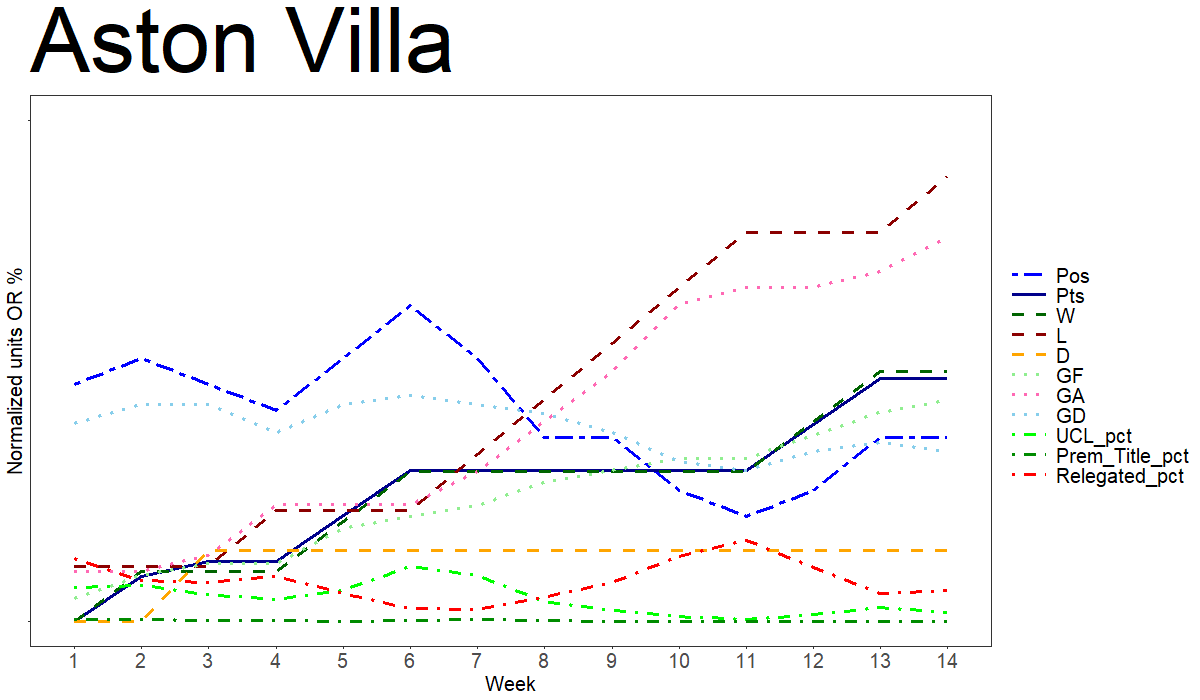 Aston Villa
Normalized units OR %
Pos
Pts
W
L
D
GF
GA
GD
UCL_pct
Prem_Title_pct
Relegated_pct
1 2 3 4 5 6 7 8 9 10 11 12 13 14
Week